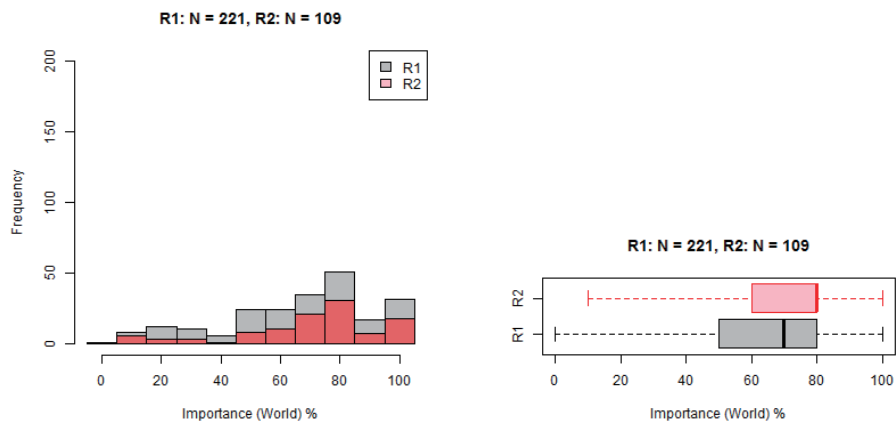 R1: N = 221, R2: N = 109
R1
R2
Frequency
200
150
100
50
0
0 20 40 60 80 100
Importance (World) %
R1: N = 221, R2: N = 109
R2
R1
0 20 40 60 80 100
Importance (World) %